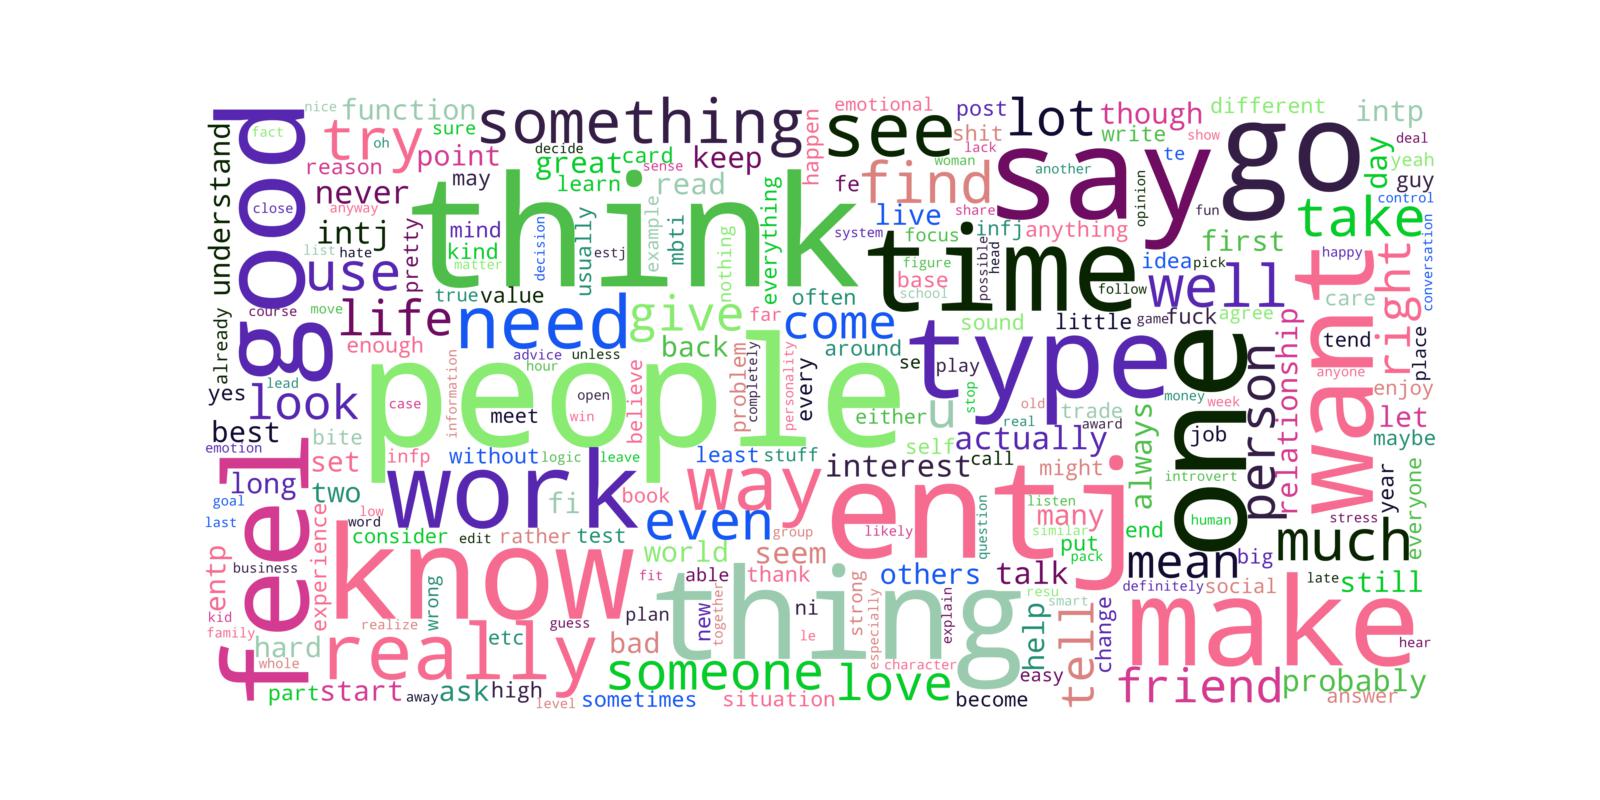 nice
function
something
emotional
post
lot
though
different
intp
good
fact
try
oh
sure
decide
happen
see
shit
write
show
go
deal
reason
point
great
card
keep
sense
woman
lack
te
say
day
yeah
understand
may
learn
read
fe
find
another
guy
never
close
anyway
think
everything
live
share
opinion
fun
take
control
intj
mind
usually
example
mbti
system
focus
infj
anything
first
conversation
list
hate
kind
decision
estj
nothing
time
figure
possible
head
idea
pick
happy
right
use
pretty
matter
base
school
follow
well
want
care
already
course
move
true
value
often
life
need
give
far
come
sound
little
game
fuck
agree
enough
advice
unless
back
around
type
one
relationship
tend
place
yes
lead
hour
problem
completely
personality
every
se
play
person
anyone
look
case
information
people
open
believe
either
u
stop
old
real
trade
award
money
week
enjoy
best
meet
win
self
actually
always
job
let
maybe
emotion
bite
infp
without
logic
leave
least
stuff
interest
call
might
introvert
year
everyone
feel
long
set
work
fi
book
way
entj
listen
many
human
stress
goal
two
low
word
even
group
likely
question
similar
end
much
last
experience
consider
edit
rather
test
world
seem
put
pack
mean
big
entp
business
know
fit
able
thank
others
talk
definitely
social
late
still
kid
wrong
plan
new
together
thing
ni
strong
resu
smart
make
family
realize
guess
le
especially
explain
help
tell
change
hear
hard
really
etc
bad
whole
someone
character
easy
friend
probably
part
start
away
ask
high
level
sometimes
situation
love
become
answer